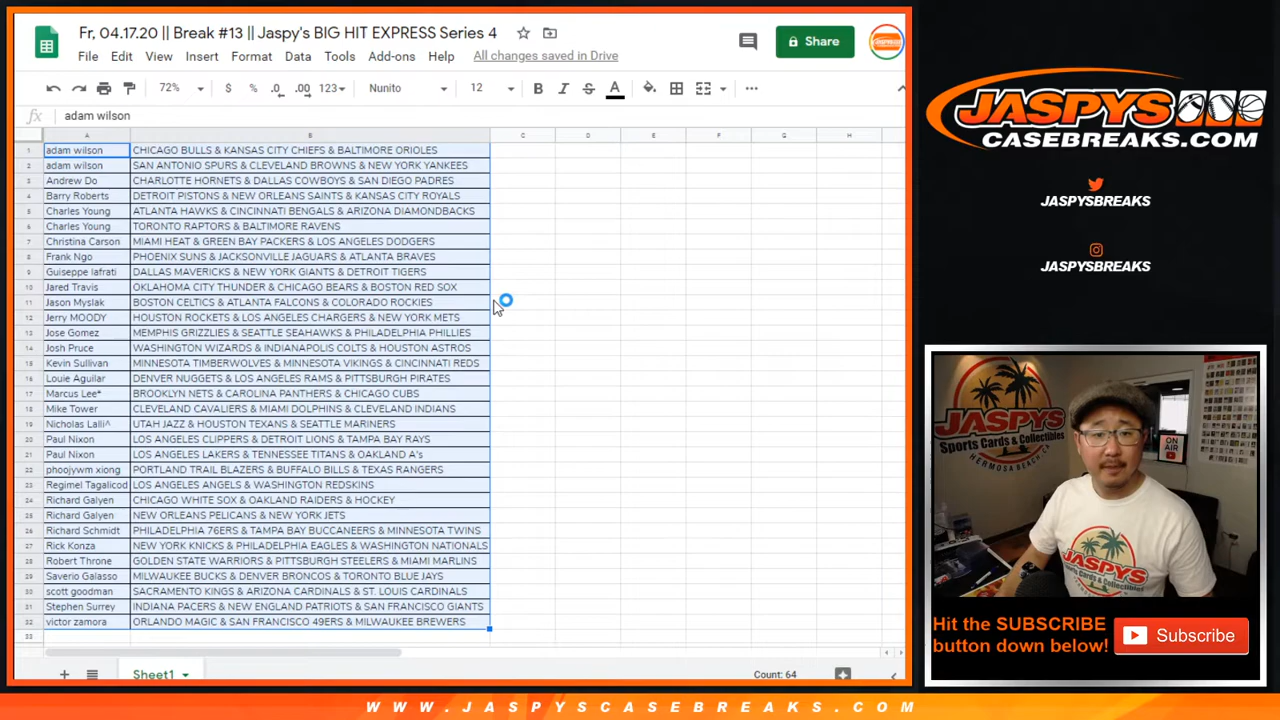 Fr, 04.17.20 || Break #13 || Jaspy's BIG HIT EXPRESS Series 4
Share
File Edit View Insert Format Data Tools Add-ons Help All changes saved in Drive
72% $ % .0 .00 123 Nunito 12 B I S A
fx adam wilson
A B C D E F G H
1 adam wilson CHICAGO BULLS & KANSAS CITY CHIEFS & BALTIMORE ORIOLES
2 adam wilson SAN ANTONIO SPURS & CLEVELAND BROWNS & NEW YORK YANKEES
3 Andrew Do CHARLOTTE HORNETS & DALLAS COWBOYS & SAN DIEGO PADRES
4 Barry Roberts DETROIT PISTONS & NEW ORLEANS SAINTS & KANSAS CITY ROYALS
5 Charles Young ATLANTA HAWKS & CINCINNATI BENGALS & ARIZONA DIAMONDBACKS
6 Charles Young TORONTO RAPTORS & BALTIMORE RAVENS
7 Christina Carson MIAMI HEAT & GREEN BAY PACKERS & LOS ANGELES DODGERS
8 Frank Ngo PHOENIX SUNS & JACKSONVILLE JAGUARS & ATLANTA BRAVES
9 Guiseppe Iafrati DALLAS MAVERICKS & NEW YORK GIANTS & DETROIT TIGERS
10 Jared Travis OKLAHOMA CITY THUNDER & CHICAGO BEARS & BOSTON RED SOX
11 Jason Myslak BOSTON CELTICS & ATLANTA FALCONS & COLORADO ROCKIES
12 Jerry MOODY HOUSTON ROCKETS & LOS ANGELES CHARGERS & NEW YORK METS
13 Jose Gomez MEMPHIS GRIZZLIES & SEATTLE SEAHAWKS & PHILADELPHIA PHILLIES
14 Josh Pruce WASHINGTON WIZARDS & INDIANAPOLIS COLTS & HOUSTON ASTROS
15 Kevin Sullivan MINNESOTA TIMBERWOLVES & MINNESOTA VIKINGS & CINCINNATI REDS
16 Louie Aguilar DENVER NUGGETS & LOS ANGELES RAMS & PITTSBURGH PIRATES
17 Marcus Lee* BROOKLYN NETS & CAROLINA PANTHERS & CHICAGO CUBS
18 Mike Tower CLEVELAND CAVALIERS & MIAMI DOLPHINS & CLEVELAND INDIANS
19 Nicholas Lalli^ UTAH JAZZ & HOUSTON TEXANS & SEATTLE MARINERS
20 Paul Nixon LOS ANGELES CLIPPERS & DETROIT LIONS & TAMPA BAY RAYS
21 Paul Nixon LOS ANGELES LAKERS & TENNESSEE TITANS & OAKLAND A's
22 phoojywm xiong PORTLAND TRAIL BLAZERS & BUFFALO BILLS & TEXAS RANGERS
23 Regimel Tagalicod LOS ANGELES ANGELS & WASHINGTON REDSKINS
24 Richard Galyen CHICAGO WHITE SOX & OAKLAND RAIDERS & HOCKEY
25 Richard Galyen NEW ORLEANS PELICANS & NEW YORK JETS
26 Richard Schmidt PHILADELPHIA 76ERS & TAMPA BAY BUCCANEERS & MINNESOTA TWINS
27 Rick Konza NEW YORK KNICKS & PHILADELPHIA EAGLES & WASHINGTON NATIONALS
28 Robert Throne GOLDEN STATE WARRIORS & PITTSBURGH STEELERS & MIAMI MARLINS
29 Saverio Galasso MILWAUKEE BUCKS & DENVER BRONCOS & TORONTO BLUE JAYS
30 scott goodman SACRAMENTO KINGS & ARIZONA CARDINALS & ST. LOUIS CARDINALS
31 Stephen Surrey INDIANA PACERS & NEW ENGLAND PATRIOTS & SAN FRANCISCO GIANTS
32 victor zamora ORLANDO MAGIC & SAN FRANCISCO 49ERS & MILWAUKEE BREWERS
33
Sheet1 Count: 64
JASPYS
CASEBREAKS.COM
JASPYSBREAKS
JASPYSBREAKS
JASPYS
Sports Cards & Collectibles
HERMOSA BEACH, CA
ON AIR
JASPYS
Sports Cards & Collectibles
Hit the SUBSCRIBE
button down below!
Subscribe
WWW.JASPYSCASEBREAKS.COM